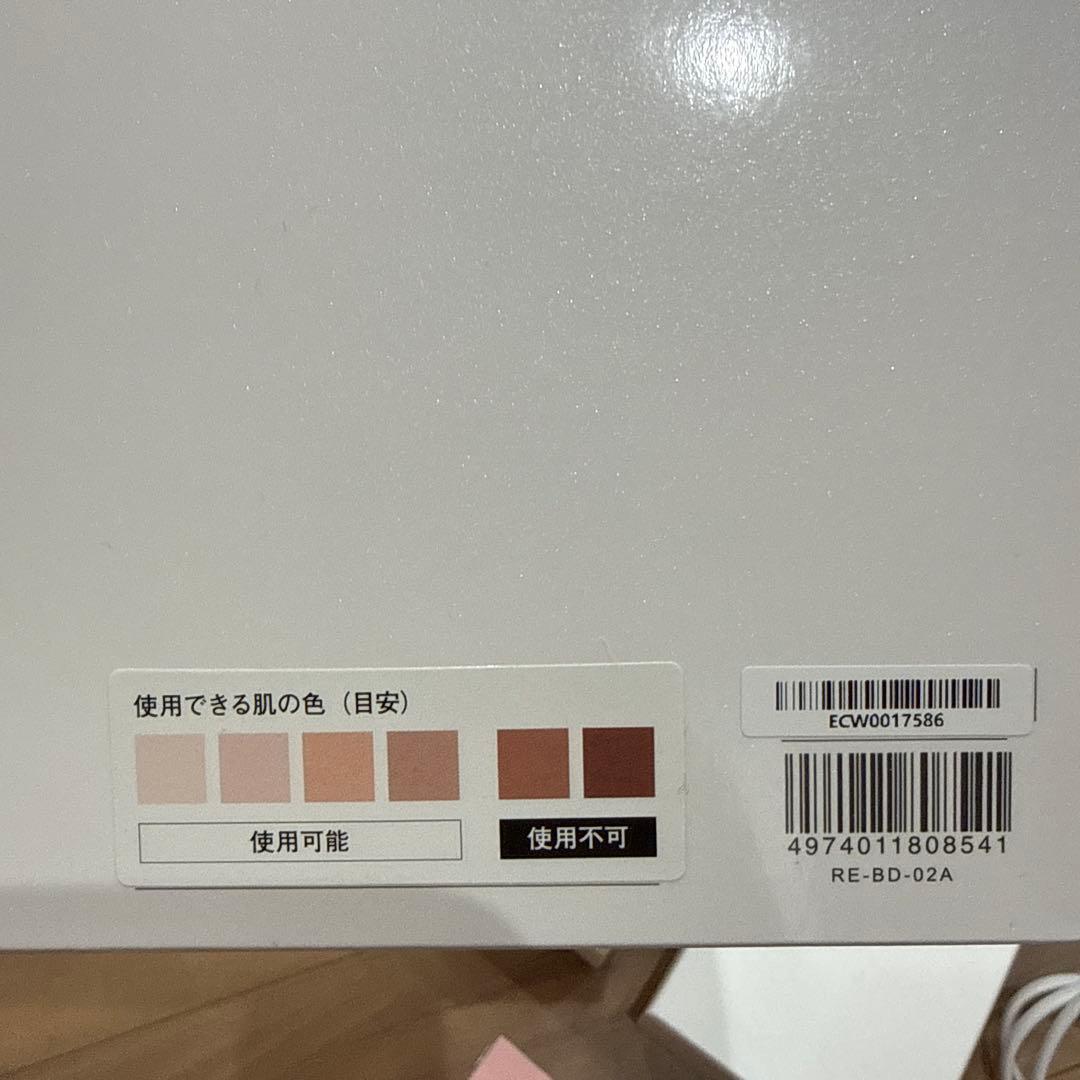 使用できる肌の色（目安）
使用可能
使用不可
ECW0017586
4974011808541
RE-BD-02A